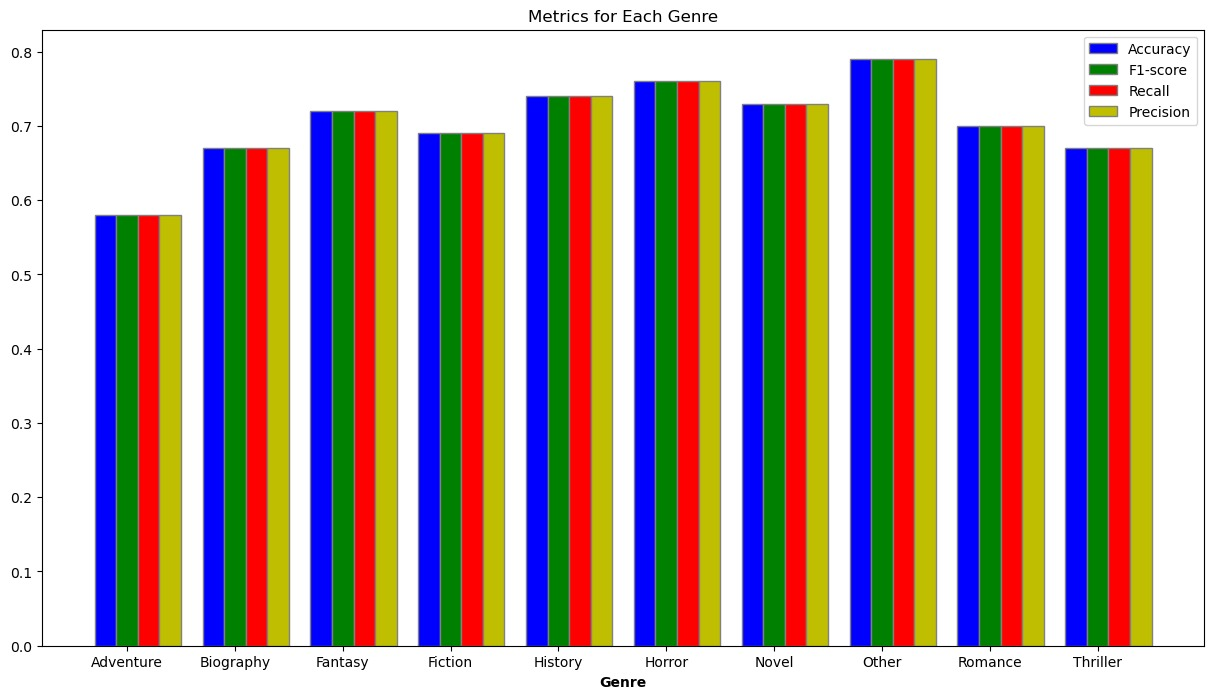 Metrics for Each Genre
Accuracy
F1-score
Recall
Precision
0.8
0.7
0.6
0.5
0.4
0.3
0.2
0.1
0.0
Adventure Biography Fantasy Fiction History Horror Novel Other Romance Thriller
Genre